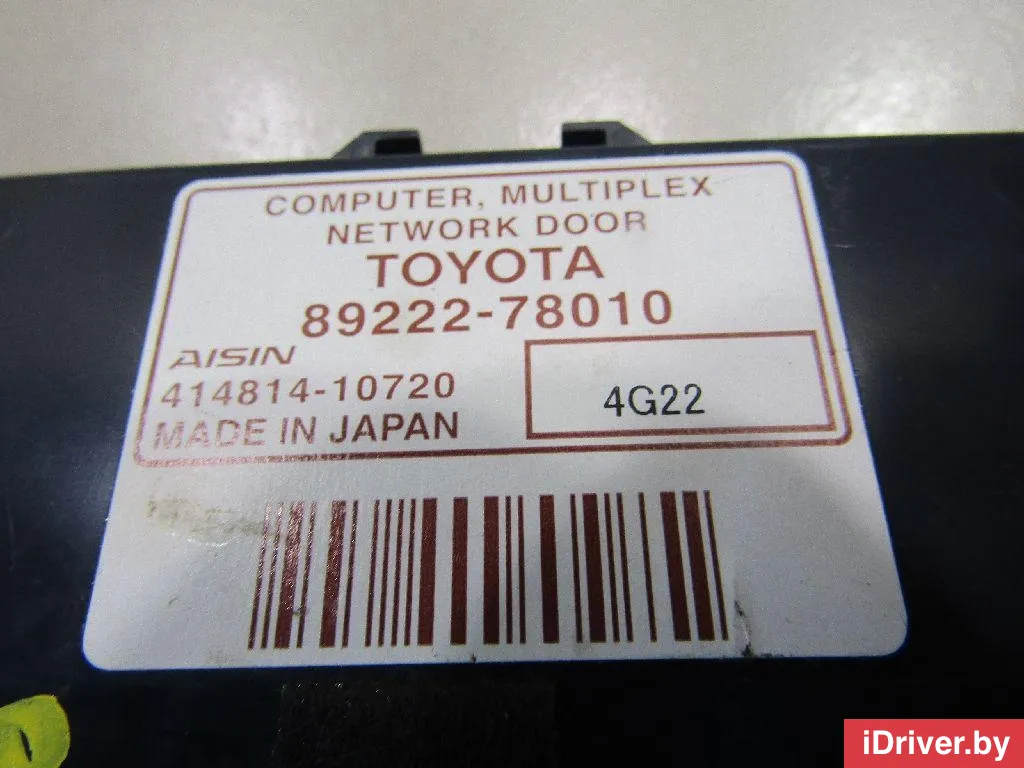 COMPUTER, MULTIPLEX
NETWORK DOOR
TOYOTA
89222-78010
AISIN
414814-10720
4G22
MADE IN JAPAN
iDriver.by